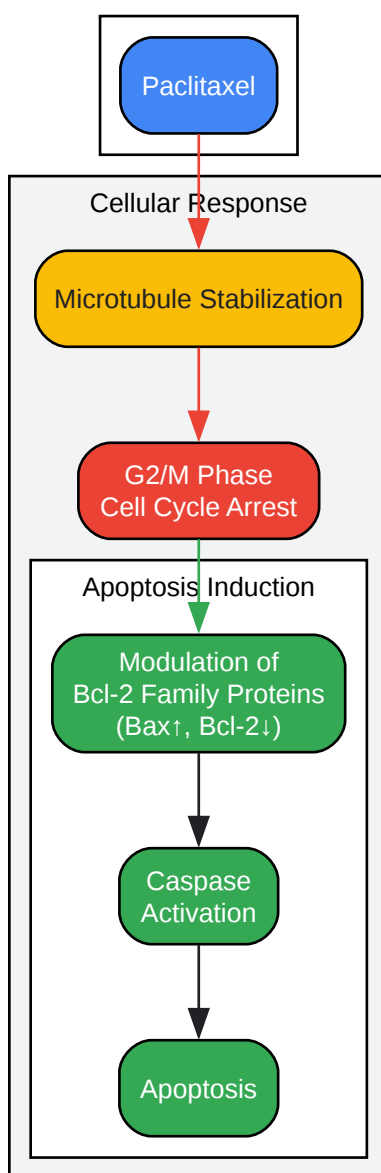 Paclitaxel
Cellular Response
Microtubule Stabilization
G2/M Phase
Cell Cycle Arrest
Apoptosis Induction
Modulation of
Bcl-2 Family Proteins
(Bax↑, Bcl-2↓)
Caspase
Activation
Apoptosis